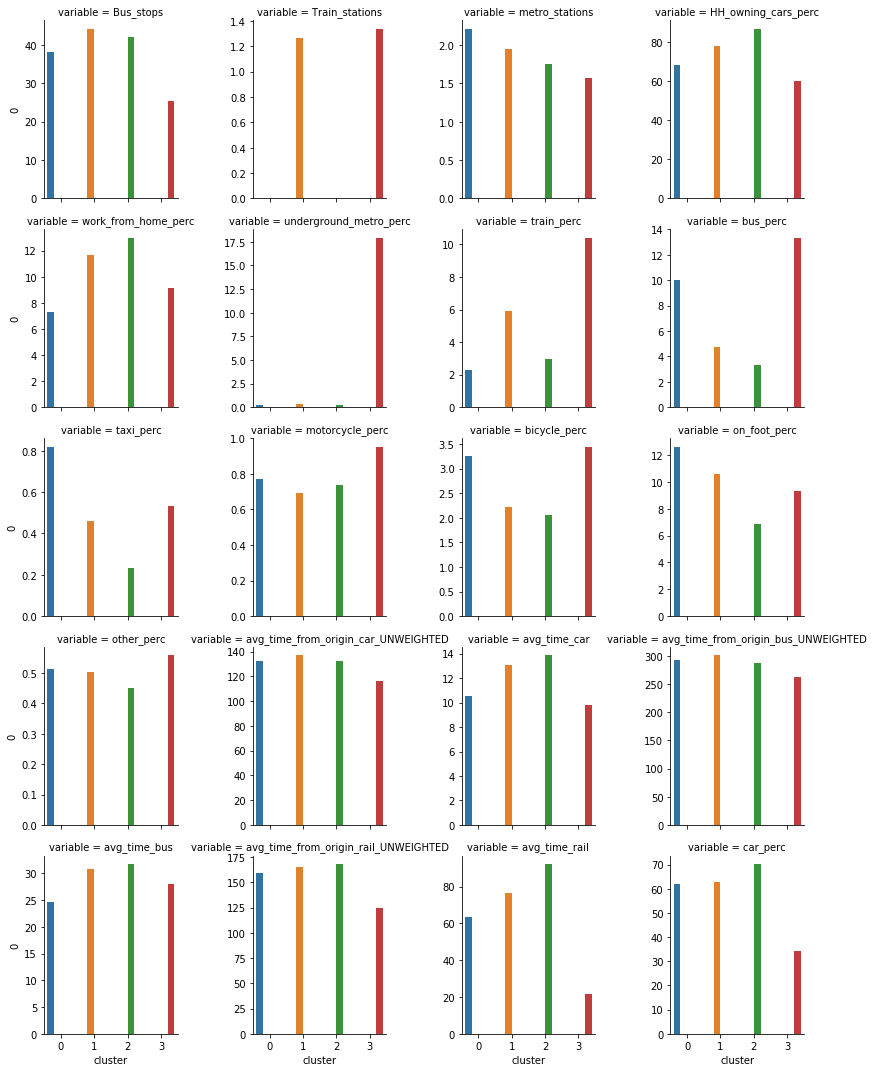 variable = Bus_stops variable = Train_stations variable = metro_stations variable = HH_owning_cars_perc
40 1.4 2.0 80
30 1.2 1.5 60
20 1.0 1.0 40
10 0.8 0.5 20
0 0.6 0.0 0
0.4
0.2
0.0
0
variable = work_from_home_perc variable = underground_metro_perc variable = train_perc variable = bus_perc
12 17.5 10 14
10 15.0 8 12
8 12.5 6 10
6 10.0 4 8
4 7.5 2 6
2 5.0 0 4
0 2.5 2
0.0 0
0
variable = taxi_perc variable = motorcycle_perc variable = bicycle_perc variable = on_foot_perc
0.8 1.0 3.5 12
0.6 0.8 3.0 10
0.4 0.6 2.5 8
0.2 0.4 2.0 6
0.0 0.2 1.5 4
0.0 1.0 2
0.5 0
0.0
0
variable = other_perc variable = avg_time_from_origin_car_UNWEIGHTED variable = avg_time_car variable = avg_time_from_origin_bus_UNWEIGHTED
0.5 140 14 300
0.4 120 12 250
0.3 100 10 200
0.2 80 8 150
0.1 60 6 100
0.0 40 4 50
20 2 0
0 0
0
variable = avg_time_bus variable = avg_time_from_origin_rail_UNWEIGHTED variable = avg_time_rail variable = car_perc
30 175 80 70
25 150 60 60
20 125 40 50
15 100 20 40
10 75 0 30
5 50 20
0 25 10
0 0
0
0 1 2 3 0 1 2 3 0 1 2 3 0 1 2 3
cluster cluster cluster cluster